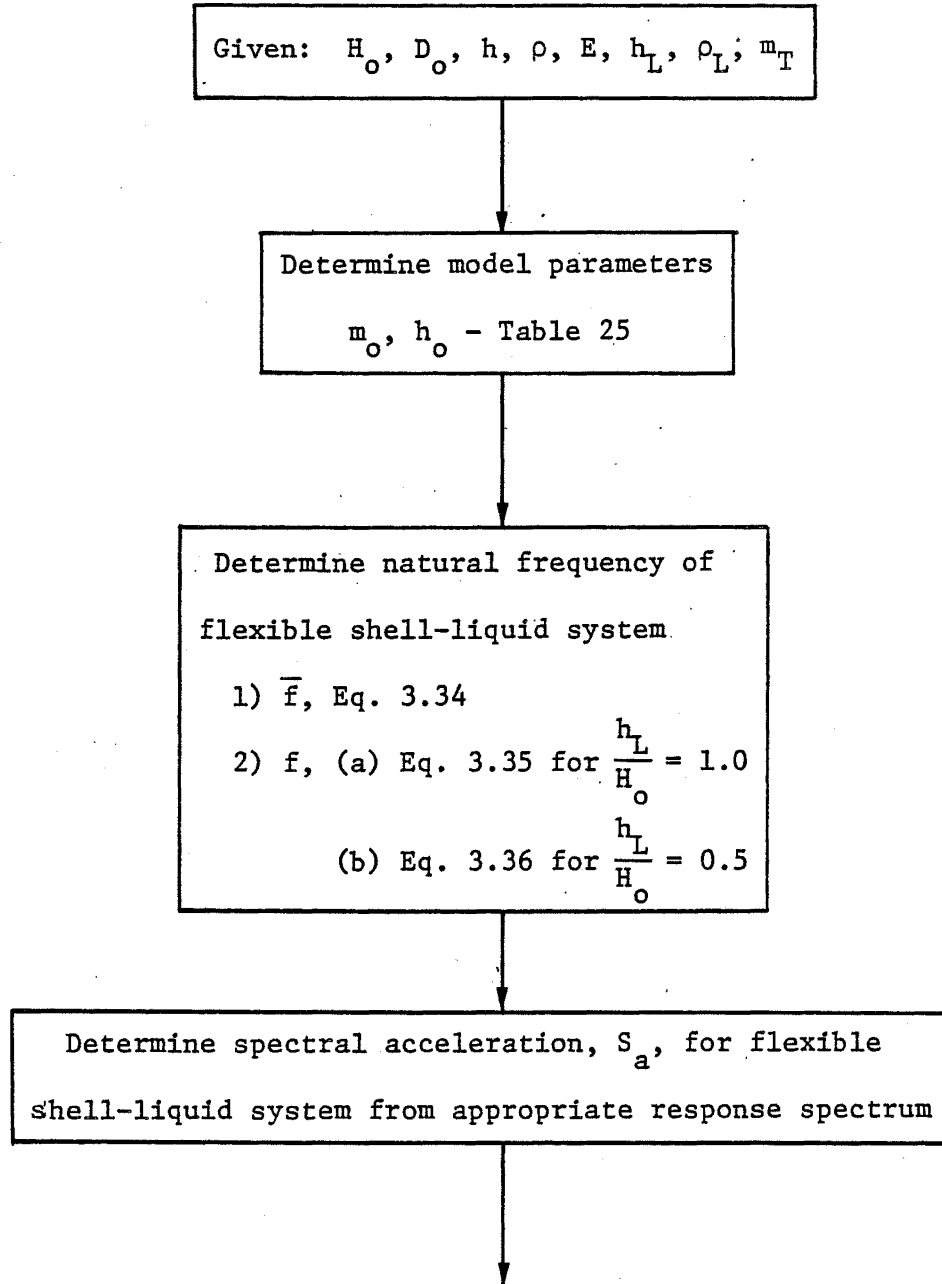 Given: H_o, D_o, h, ρ, E, h_L, ρ_L, m_T
Determine model parameters
m_o, h_o - Table 25
Determine natural frequency of
flexible shell-liquid system
1) f̅, Eq. 3.34
2) f, (a) Eq. 3.35 for h_L/H_o = 1.0
(b) Eq. 3.36 for h_L/H_o = 0.5
Determine spectral acceleration, S_a, for flexible
shell-liquid system from appropriate response spectrum